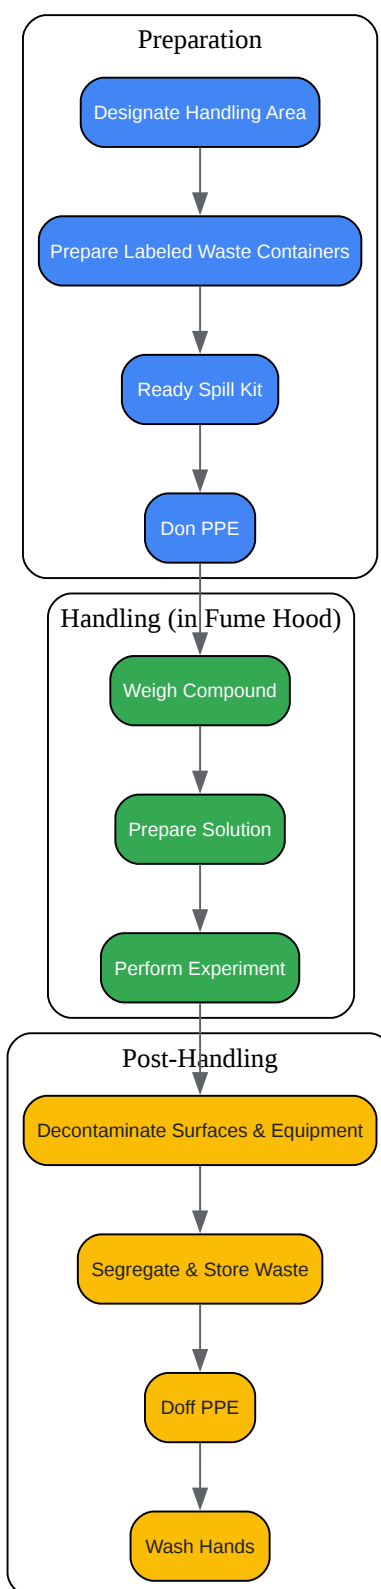 Preparation
Designate Handling Area
Prepare Labeled Waste Containers
Ready Spill Kit
Don PPE
Handling (in Fume Hood)
Weigh Compound
Prepare Solution
Perform Experiment
Post-Handling
Decontaminate Surfaces & Equipment
Segregate & Store Waste
Doff PPE
Wash Hands